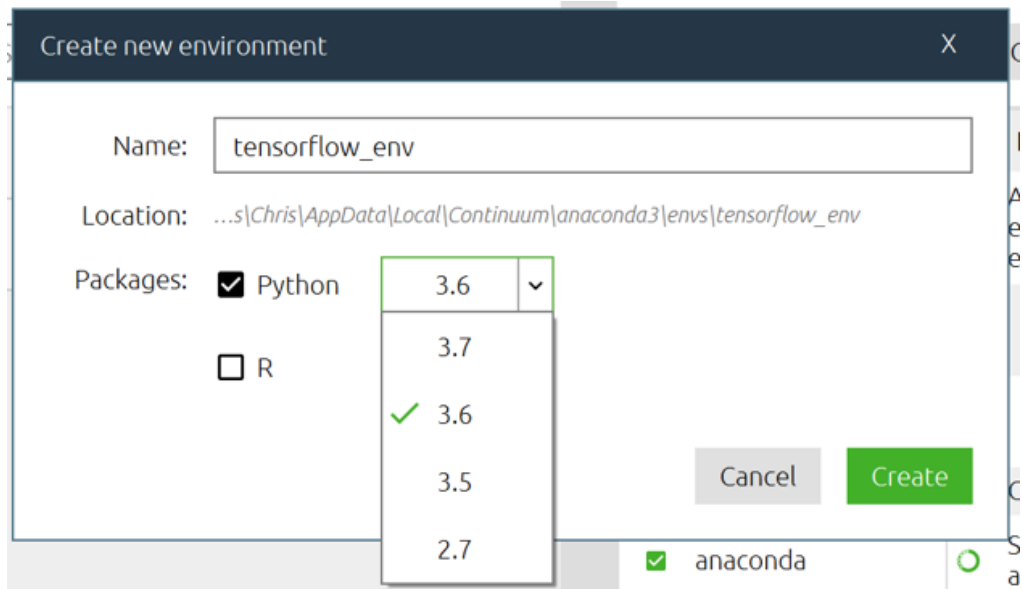 Create new environment X
Name: tensorflow_env
Location: ...s\Chris\AppData\Local\Continuum\anaconda3\envs\tensorflow_env
Packages: Python 3.6
3.7
R
3.6
3.5
Cancel Create
2.7
anaconda